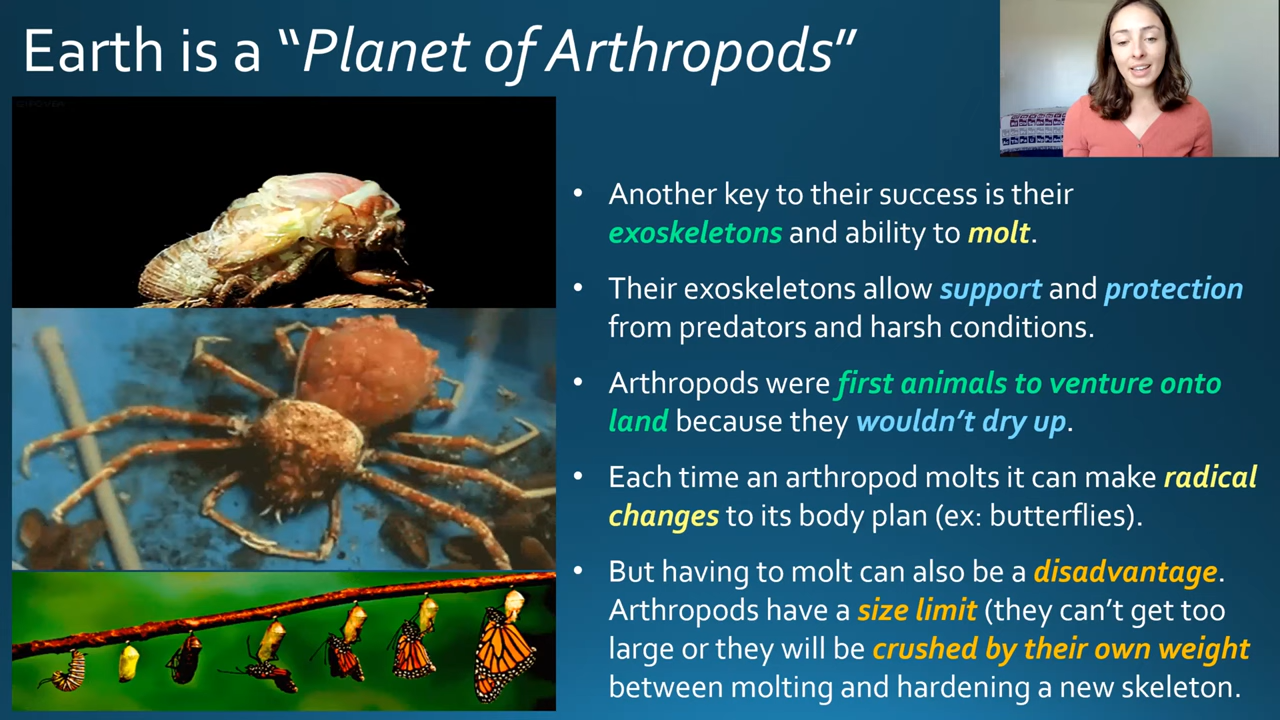 Earth is a “Planet of Arthropods”
• Another key to their success is their
exoskeletons and ability to molt.
• Their exoskeletons allow support and protection
from predators and harsh conditions.
• Arthropods were first animals to venture onto
land because they wouldn’t dry up.
• Each time an arthropod molts it can make radical
changes to its body plan (ex: butterflies).
• But having to molt can also be a disadvantage.
Arthropods have a size limit (they can’t get too
large or they will be crushed by their own weight
between molting and hardening a new skeleton.